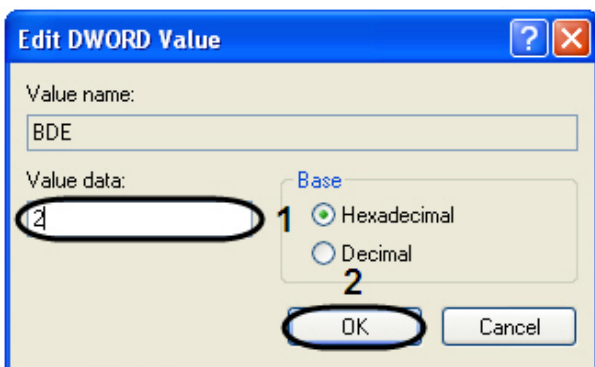 Edit DWORD Value
Value name:
BDE
Value data:
2
1
Base
Hexadecimal
Decimal
2
OK
Cancel